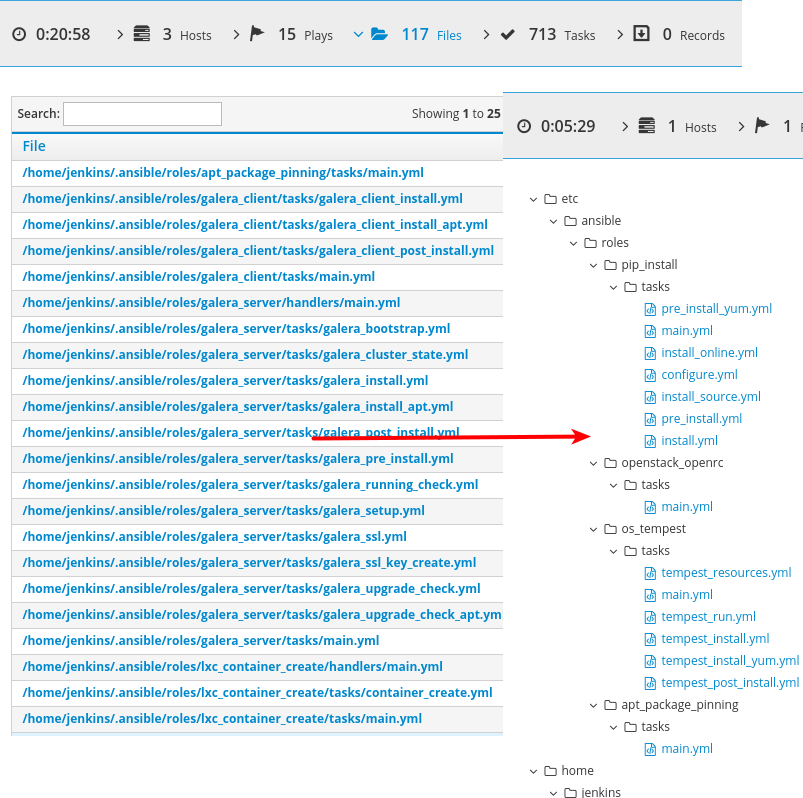 0:20:58 3 Hosts 15 Plays 117 Files 713 Tasks 0 Records
Search:
Showing 1 to 25
File
/home/jenkins/.ansible/roles/apt_package_pinning/tasks/main.yml
/home/jenkins/.ansible/roles/galera_client/tasks/galera_client_install.yml
/home/jenkins/.ansible/roles/galera_client/tasks/galera_client_install_apt.yml
/home/jenkins/.ansible/roles/galera_client/tasks/galera_client_post_install.yml
/home/jenkins/.ansible/roles/galera_client/tasks/main.yml
/home/jenkins/.ansible/roles/galera_server/handlers/main.yml
/home/jenkins/.ansible/roles/galera_server/tasks/galera_bootstrap.yml
/home/jenkins/.ansible/roles/galera_server/tasks/galera_cluster_state.yml
/home/jenkins/.ansible/roles/galera_server/tasks/galera_install.yml
/home/jenkins/.ansible/roles/galera_server/tasks/galera_install_apt.yml
/home/jenkins/.ansible/roles/galera_server/tasks/galera_post_install.yml
/home/jenkins/.ansible/roles/galera_server/tasks/galera_pre_install.yml
/home/jenkins/.ansible/roles/galera_server/tasks/galera_running_check.yml
/home/jenkins/.ansible/roles/galera_server/tasks/galera_setup.yml
/home/jenkins/.ansible/roles/galera_server/tasks/galera_ssl.yml
/home/jenkins/.ansible/roles/galera_server/tasks/galera_ssl_key_create.yml
/home/jenkins/.ansible/roles/galera_server/tasks/galera_upgrade_check.yml
/home/jenkins/.ansible/roles/galera_server/tasks/galera_upgrade_check_apt.ym
/home/jenkins/.ansible/roles/galera_server/tasks/main.yml
/home/jenkins/.ansible/roles/lxc_container_create/handlers/main.yml
/home/jenkins/.ansible/roles/lxc_container_create/tasks/container_create.yml
/home/jenkins/.ansible/roles/lxc_container_create/tasks/main.yml
0:05:29 1 Hosts 1
etc
ansible
roles
pip_install
tasks
pre_install_yum.yml
main.yml
install_online.yml
configure.yml
install_source.yml
pre_install.yml
install.yml
openstack_openrc
tasks
main.yml
os_tempest
tasks
tempest_resources.yml
main.yml
tempest_run.yml
tempest_install.yml
tempest_install_yum.yml
tempest_post_install.yml
apt_package_pinning
tasks
main.yml
home
jenkins